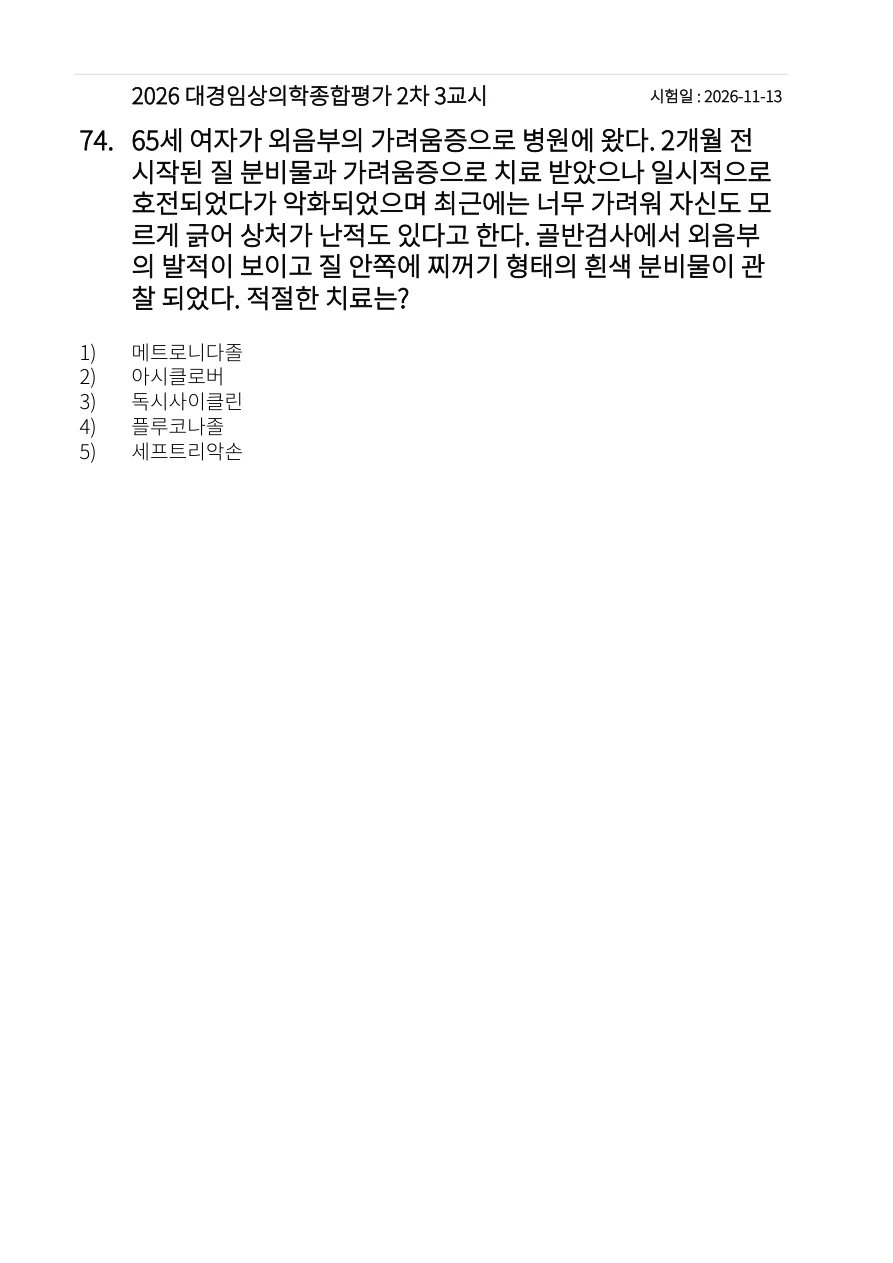 2026 대경임상의학종합평가 2차 3교시 시험일 : 2026-11-13
74. 65세 여자가 외음부의 가려움증으로 병원에 왔다. 2개월 전
시작된 질 분비물과 가려움증으로 치료 받았으나 일시적으로
호전되었다가 악화되었으며 최근에는 너무 가려워 자신도 모
르게 긁어 상처가 난적도 있다고 한다. 골반검사에서 외음부
의 발적이 보이고 질 안쪽에 찌꺼기 형태의 흰색 분비물이 관
찰 되었다. 적절한 치료는?
1) 메트로니다졸
2) 아시클로버
3) 독시사이클린
4) 플루코나졸
5) 세프트리악손